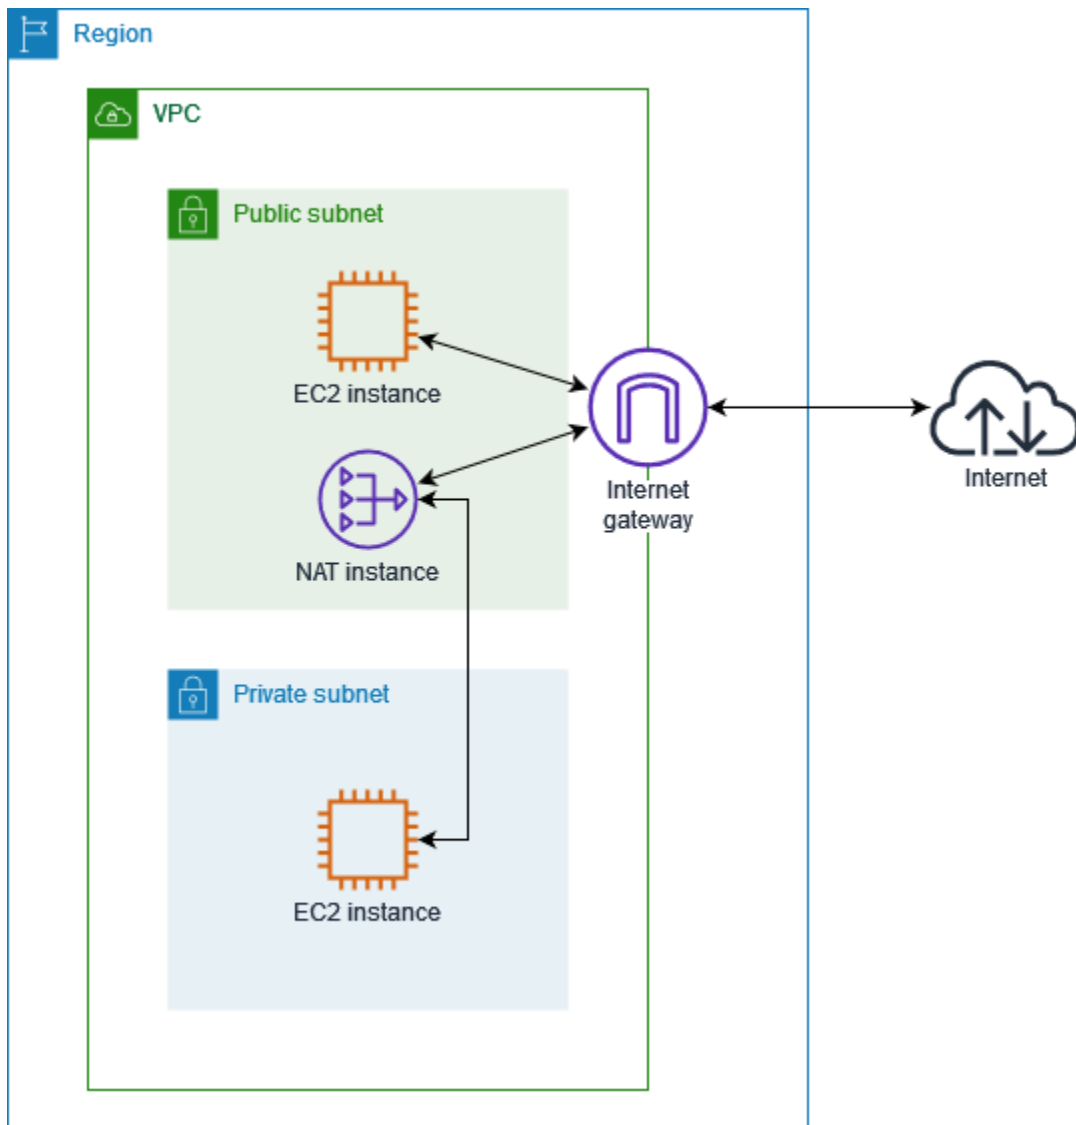 Region
VPC
Public subnet
EC2 instance
NAT instance
Internet
gateway
Internet
Private subnet
EC2 instance